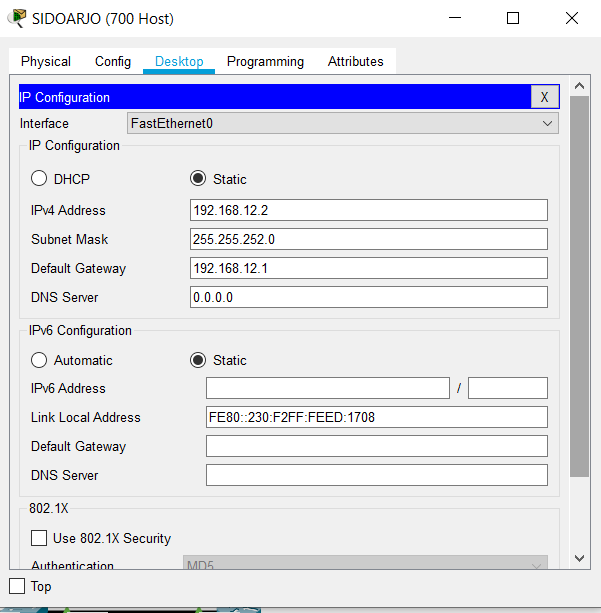 SIDOARJO (700 Host)
Physical Config Desktop Programming Attributes
IP Configuration X
Interface FastEthernet0
IP Configuration
DHCP Static
IPv4 Address 192.168.12.2
Subnet Mask 255.255.252.0
Default Gateway 192.168.12.1
DNS Server 0.0.0.0
IPv6 Configuration
Automatic Static
IPv6 Address /
Link Local Address FE80::230:F2FF:FEED:1708
Default Gateway
DNS Server
802.1X
Use 802.1X Security
Authentication MD5
Top